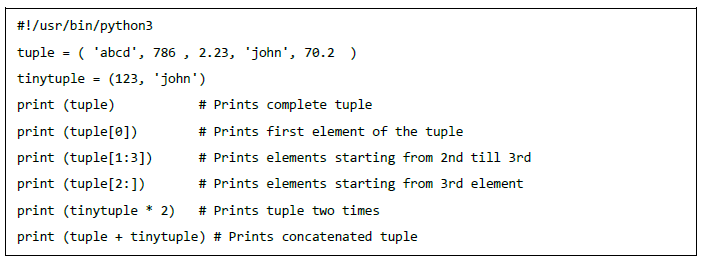 #!/usr/bin/python3
tuple = ( 'abcd', 786 , 2.23, 'john', 70.2  )
tinytuple = (123, 'john')
print (tuple)           # Prints complete tuple
print (tuple[0])        # Prints first element of the tuple
print (tuple[1:3])      # Prints elements starting from 2nd till 3rd
print (tuple[2:])       # Prints elements starting from 3rd element
print (tinytuple * 2)   # Prints tuple two times
print (tuple + tinytuple) # Prints concatenated tuple